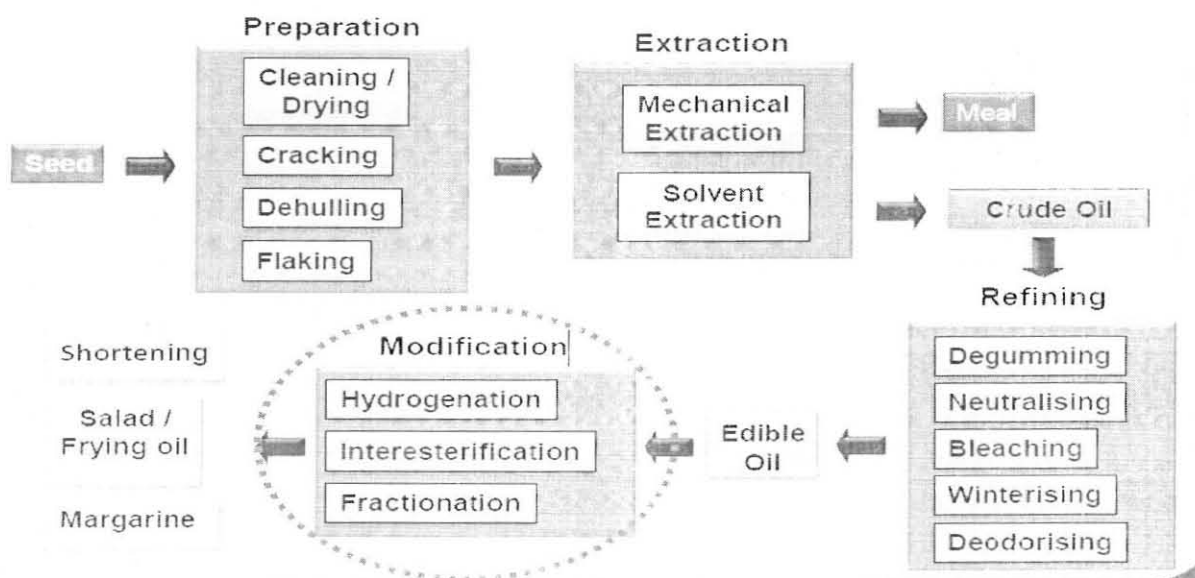 Preparation
Cleaning /
Drying
Cracking
Dehulling
Flaking
Seed
Extraction
Mechanical
Extraction
Solvent
Extraction
Meal
Crude Oil
Refining
Degumming
Neutralising
Bleaching
Winterising
Deodorising
Edible
Oil
Modification
Hydrogenation
Interesterification
Fractionation
Shortening
Salad /
Frying oil
Margarine